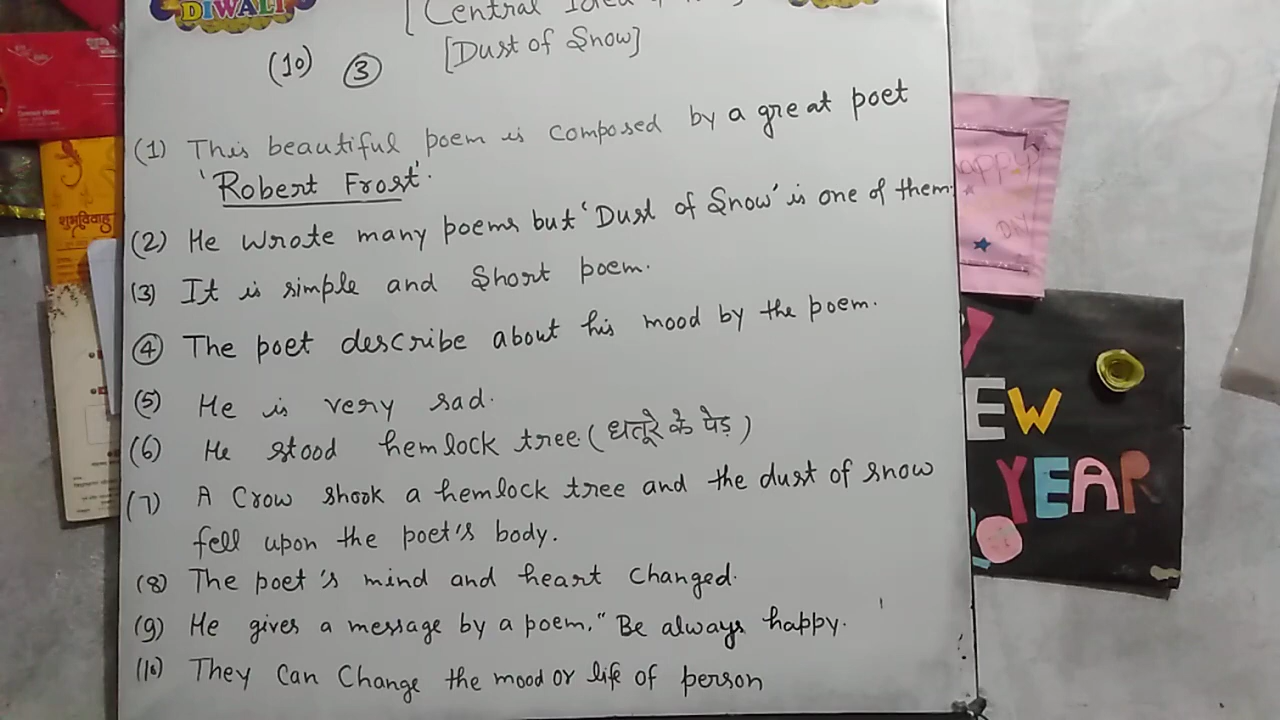 DIWALI
[Central Idea
[Dust of Snow]
(10) (3)
(1) This beautiful poem is composed by a great poet
'Robert Frost'.
(2) He wrote many poems but 'Dust of Snow' is one of them.
(3) It is simple and Short poem.
(4) The poet describe about his mood by the poem.
(5) He is very sad.
(6) He stood hemlock tree. (धतूरे के पेड़)
(7) A Crow shook a hemlock tree and the dust of snow
fell upon the poet's body.
(8) The poet's mind and heart changed.
(9) He gives a message by a poem. "Be always happy.
(10) They Can Change the mood or life of person
शुभविवाह
appy
DAY
EW
YEAR